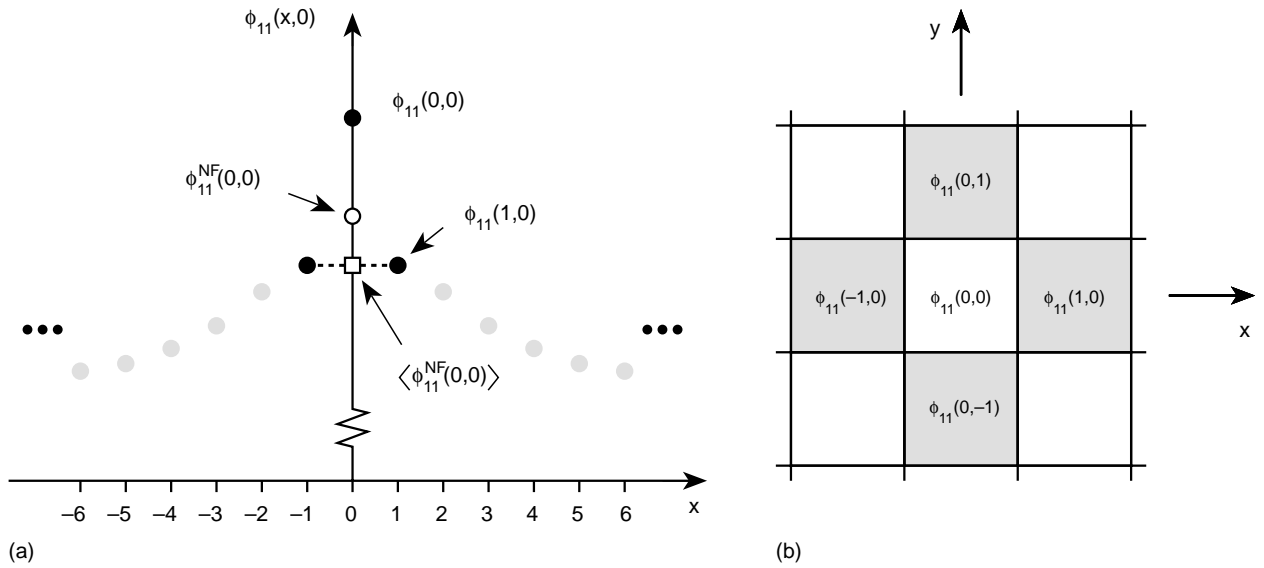 ϕ₁₁(x,0)
ϕ₁₁(0,0)
ϕ₁₁ᴺᶠ(0,0)
ϕ₁₁(1,0)
⟨ϕ₁₁ᴺᶠ(0,0)⟩
–6 –5 –4 –3 –2 –1 0 1 2 3 4 5 6
x
(a)
y
ϕ₁₁(0,1)
ϕ₁₁(–1,0) ϕ₁₁(0,0) ϕ₁₁(1,0)
x
ϕ₁₁(0,–1)
(b)